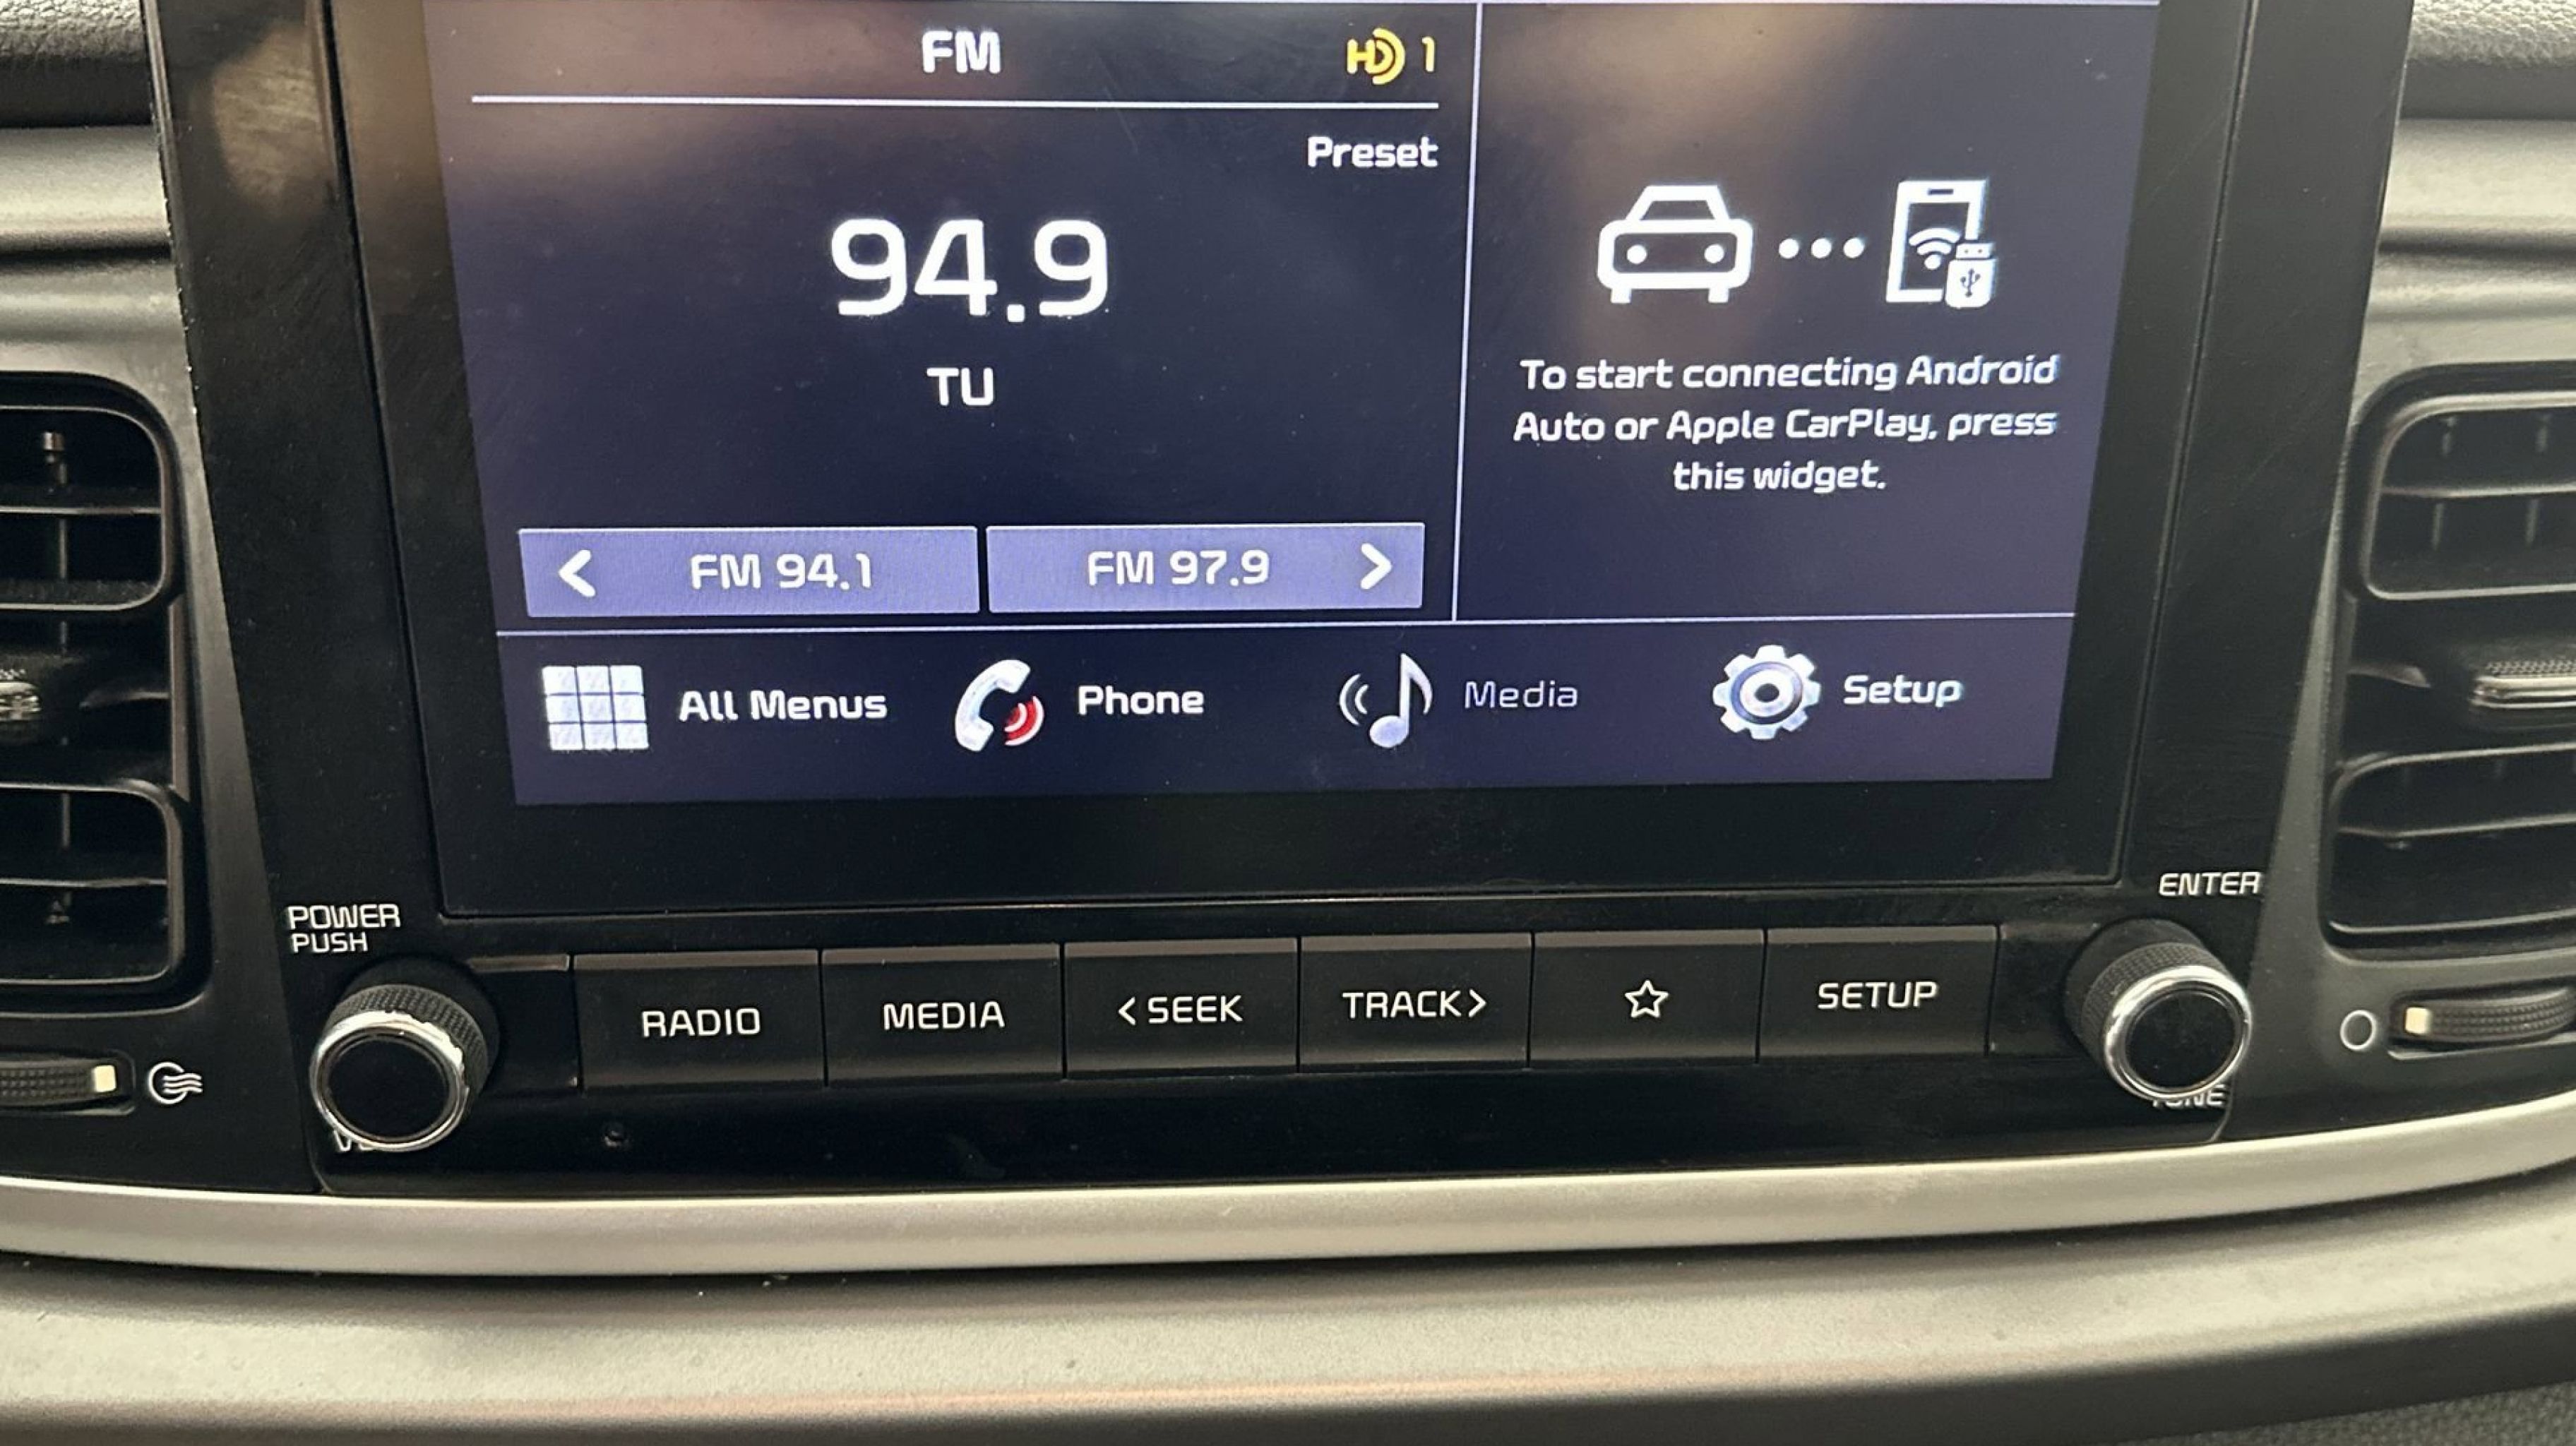 FM
HD 1
Preset
94.9
TU
< FM 94.1
FM 97.9 >
To start connecting Android
Auto or Apple CarPlay, press
this widget.
All Menus
Phone
Media
Setup
POWER
PUSH
ENTER
RADIO
MEDIA
< SEEK
TRACK >
SETUP